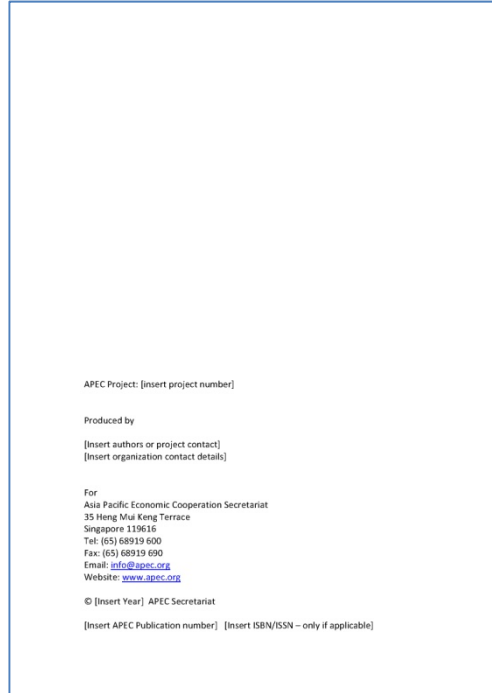 APEC Project: [insert project number]
Produced by
[Insert authors or project contact]
[Insert organization contact details]
For
Asia Pacific Economic Cooperation Secretariat
35 Heng Mui Keng Terrace
Singapore 119616
Tel: (65) 68919 600
Fax: (65) 68919 690
Email: info@apec.org
Website: www.apec.org
© [Insert Year]  APEC Secretariat
[Insert APEC Publication number]   [Insert ISBN/ISSN – only if applicable]